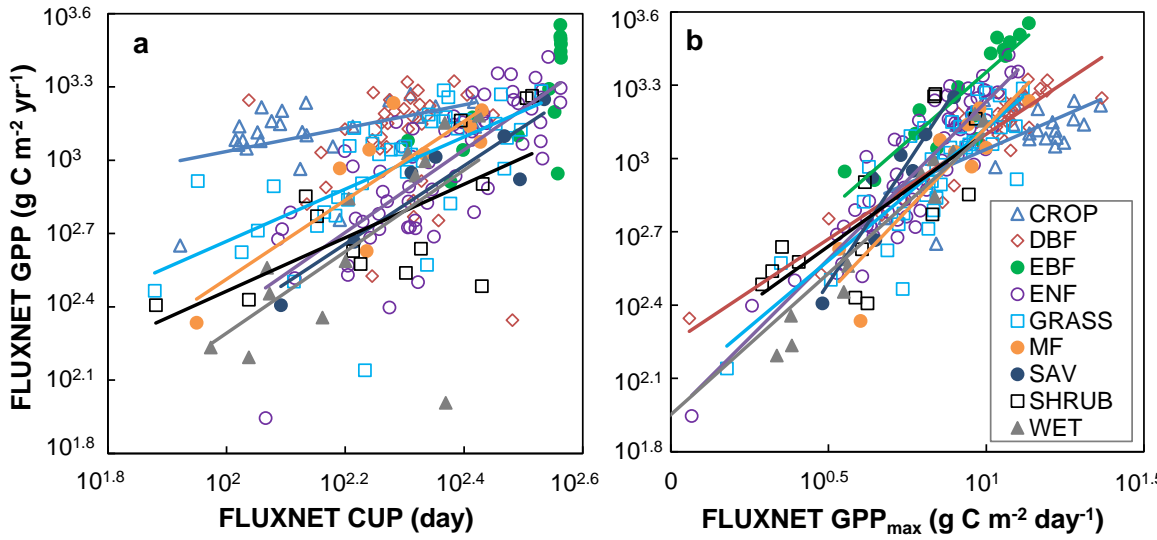 a
b
FLUXNET GPP (g C m⁻² yr⁻¹)
10^3.6
10^3.3
10^3
10^2.7
10^2.4
10^2.1
10^1.8
10^1.8
10^2
10^2.2
10^2.4
10^2.6
FLUXNET CUP (day)
10^3.6
10^3.3
10^3
10^2.7
10^2.4
10^2.1
10^1.8
0
10^0.5
10^1
10^1.5
FLUXNET GPPmax (g C m⁻² day⁻¹)
CROP
DBF
EBF
ENF
GRASS
MF
SAV
SHRUB
WET